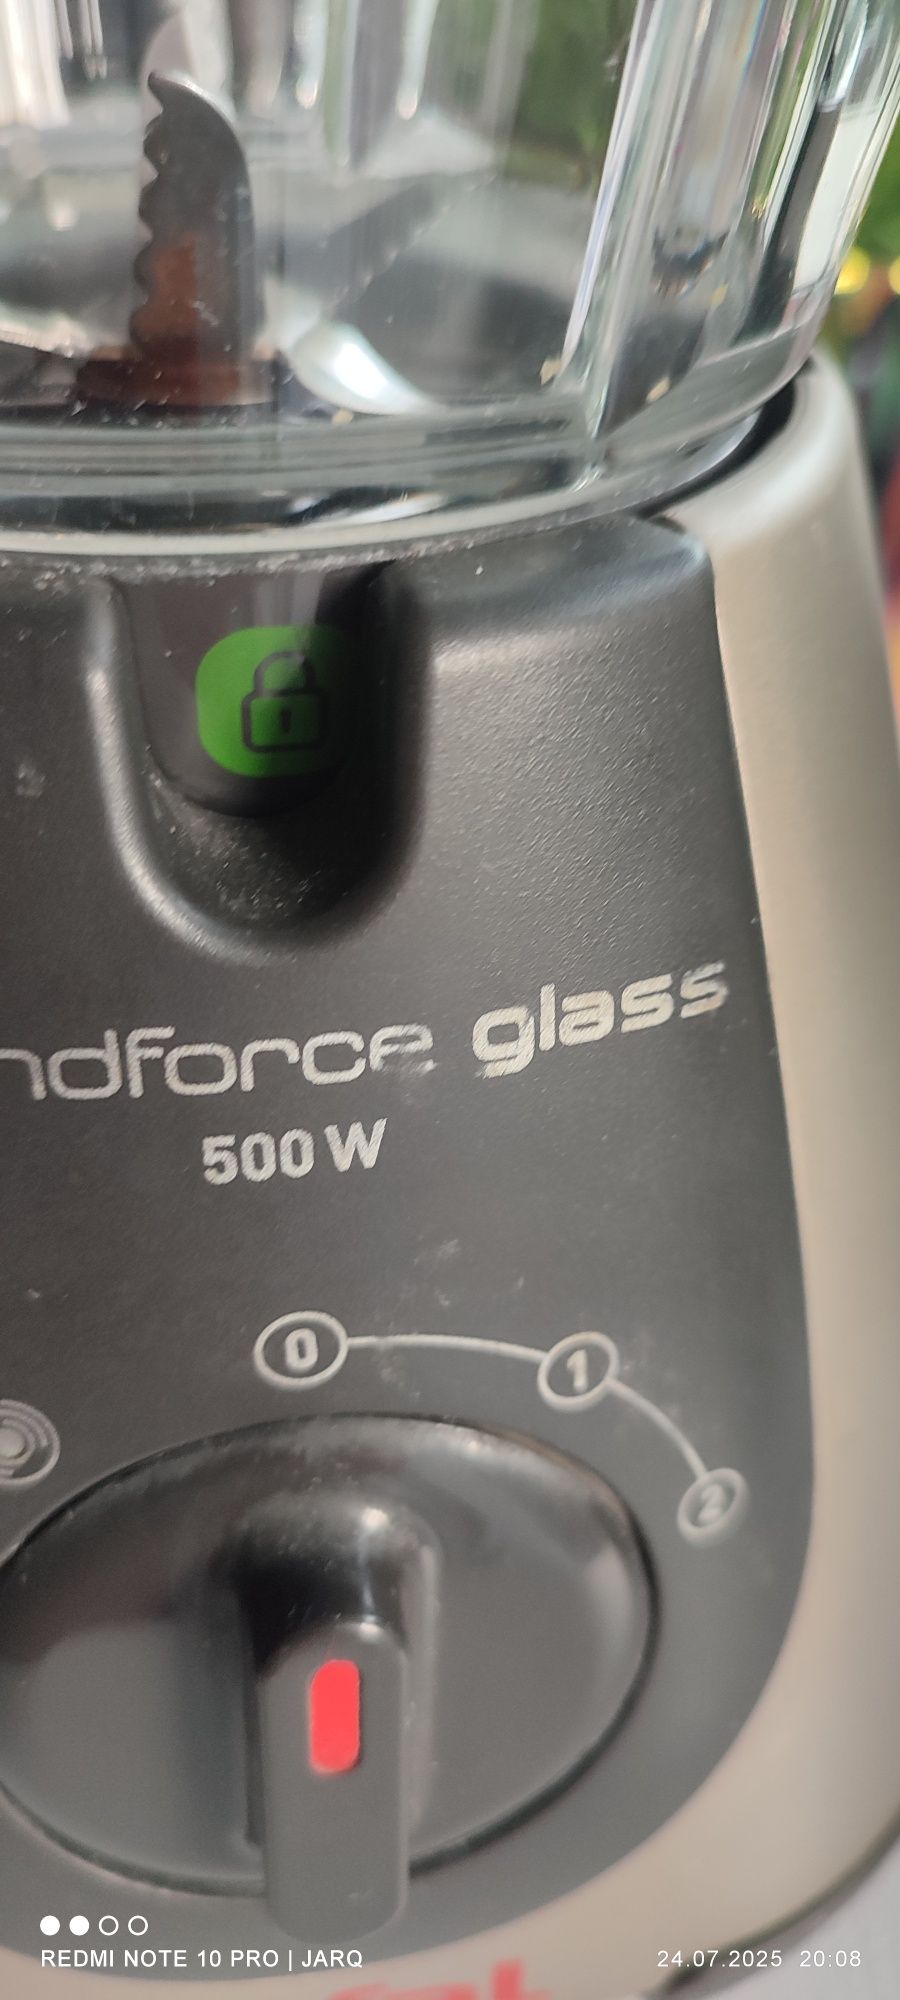 ndforce glass
500 W
0
1
2
REDMI NOTE 10 PRO | JARQ
24.07.2025 20:08